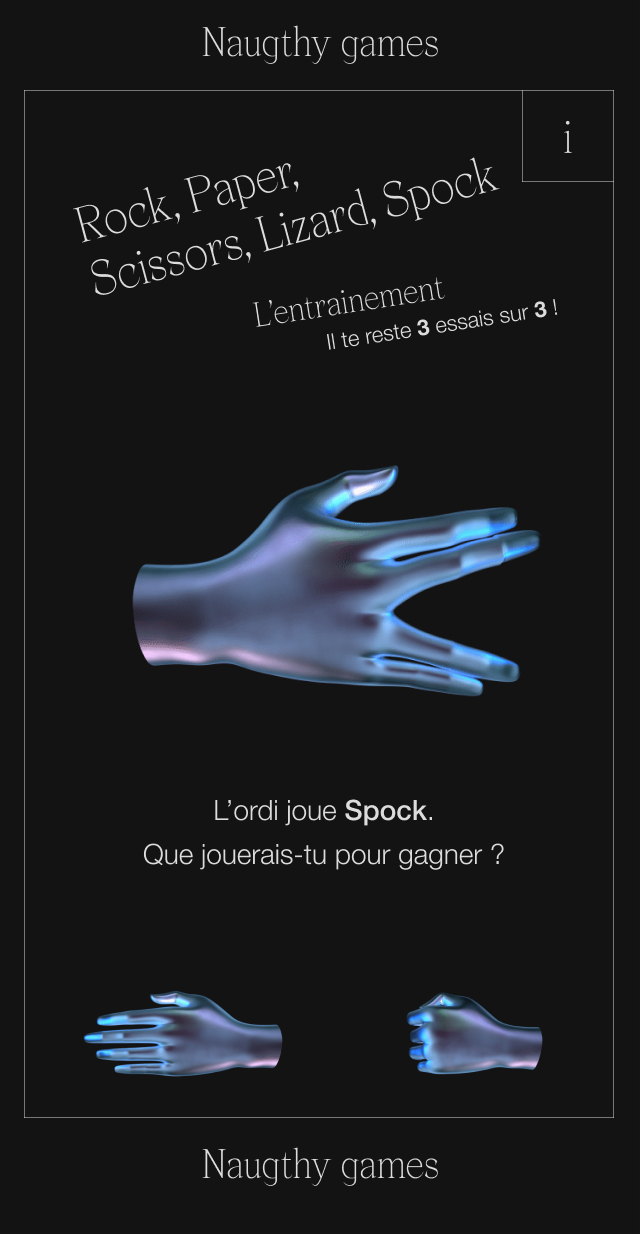 Naugthy games
i
Rock, Paper,
Scissors, Lizard, Spock
L'entrainement
Il te reste 3 essais sur 3 !
L'ordi joue Spock.
Que jouerais-tu pour gagner ?
Naugthy games